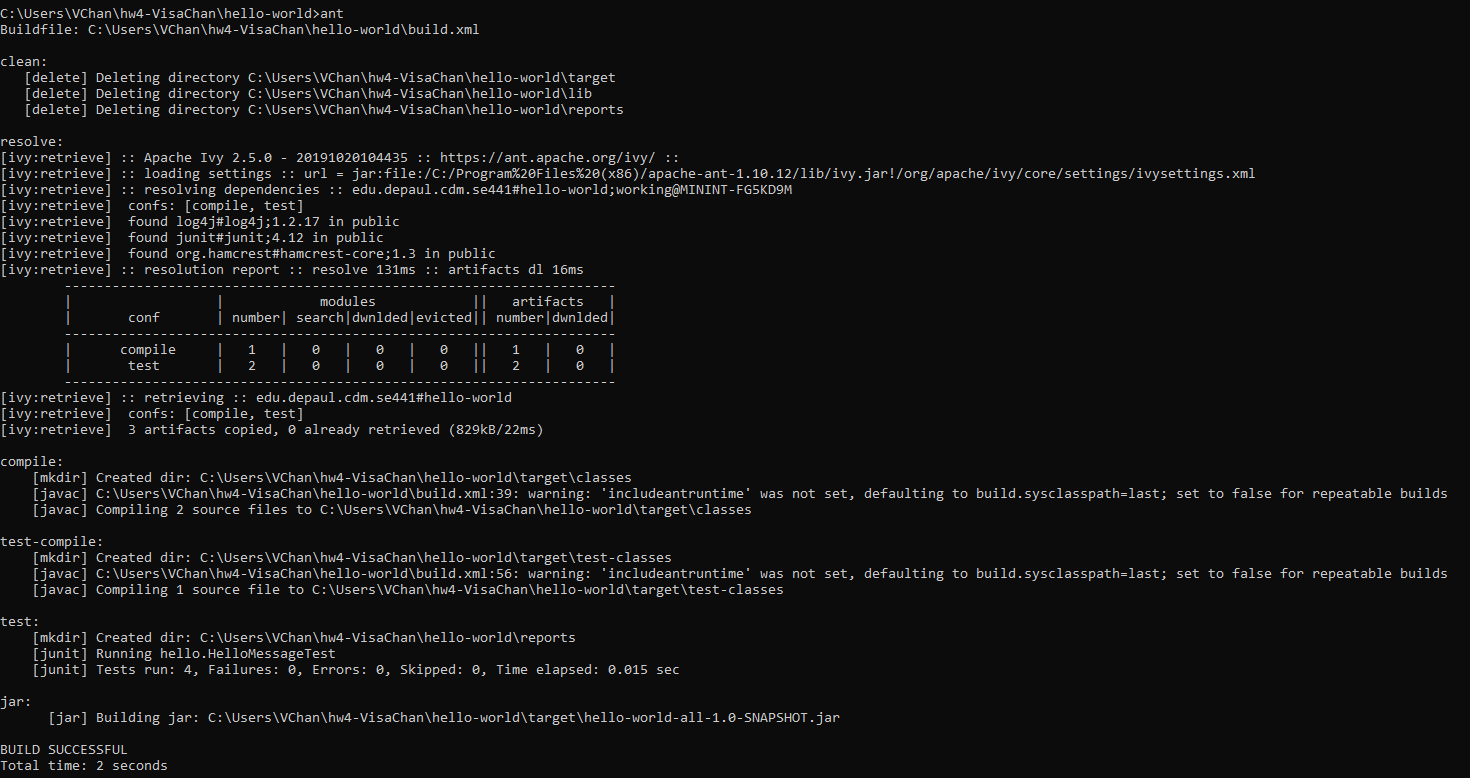 C:\Users\VChan\hw4-VisaChan\hello-world>ant
Buildfile: C:\Users\VChan\hw4-VisaChan\hello-world\build.xml

clean:
   [delete] Deleting directory C:\Users\VChan\hw4-VisaChan\hello-world\target
   [delete] Deleting directory C:\Users\VChan\hw4-VisaChan\hello-world\lib
   [delete] Deleting directory C:\Users\VChan\hw4-VisaChan\hello-world\reports

resolve:
[ivy:retrieve] :: Apache Ivy 2.5.0 - 20191020104435 :: https://ant.apache.org/ivy/ ::
[ivy:retrieve] :: loading settings :: url = jar:file:/C:/Program%20Files%20(x86)/apache-ant-1.10.12/lib/ivy.jar!/org/apache/ivy/core/settings/ivysettings.xml
[ivy:retrieve] :: resolving dependencies :: edu.depaul.cdm.se441#hello-world;working@MININT-FG5KD9M
[ivy:retrieve]  confs: [compile, test]
[ivy:retrieve]  found log4j#log4j;1.2.17 in public
[ivy:retrieve]  found junit#junit;4.12 in public
[ivy:retrieve]  found org.hamcrest#hamcrest-core;1.3 in public
[ivy:retrieve] :: resolution report :: resolve 131ms :: artifacts dl 16ms
        ---------------------------------------------------------------------
        |                  |            modules            ||   artifacts   |
        |       conf       | number| search|dwnlded|evicted|| number|dwnlded|
        ---------------------------------------------------------------------
        |      compile     |   1   |   0   |   0   |   0   ||   1   |   0   |
        |       test       |   2   |   0   |   0   |   0   ||   2   |   0   |
        ---------------------------------------------------------------------
[ivy:retrieve] :: retrieving :: edu.depaul.cdm.se441#hello-world
[ivy:retrieve]  confs: [compile, test]
[ivy:retrieve]  3 artifacts copied, 0 already retrieved (829kB/22ms)

compile:
    [mkdir] Created dir: C:\Users\VChan\hw4-VisaChan\hello-world\target\classes
    [javac] C:\Users\VChan\hw4-VisaChan\hello-world\build.xml:39: warning: 'includeantruntime' was not set, defaulting to build.sysclasspath=last; set to false for repeatable builds
    [javac] Compiling 2 source files to C:\Users\VChan\hw4-VisaChan\hello-world\target\classes

test-compile:
    [mkdir] Created dir: C:\Users\VChan\hw4-VisaChan\hello-world\target\test-classes
    [javac] C:\Users\VChan\hw4-VisaChan\hello-world\build.xml:56: warning: 'includeantruntime' was not set, defaulting to build.sysclasspath=last; set to false for repeatable builds
    [javac] Compiling 1 source file to C:\Users\VChan\hw4-VisaChan\hello-world\target\test-classes

test:
    [mkdir] Created dir: C:\Users\VChan\hw4-VisaChan\hello-world\reports
    [junit] Running hello.HelloMessageTest
    [junit] Tests run: 4, Failures: 0, Errors: 0, Skipped: 0, Time elapsed: 0.015 sec

jar:
      [jar] Building jar: C:\Users\VChan\hw4-VisaChan\hello-world\target\hello-world-all-1.0-SNAPSHOT.jar

BUILD SUCCESSFUL
Total time: 2 seconds